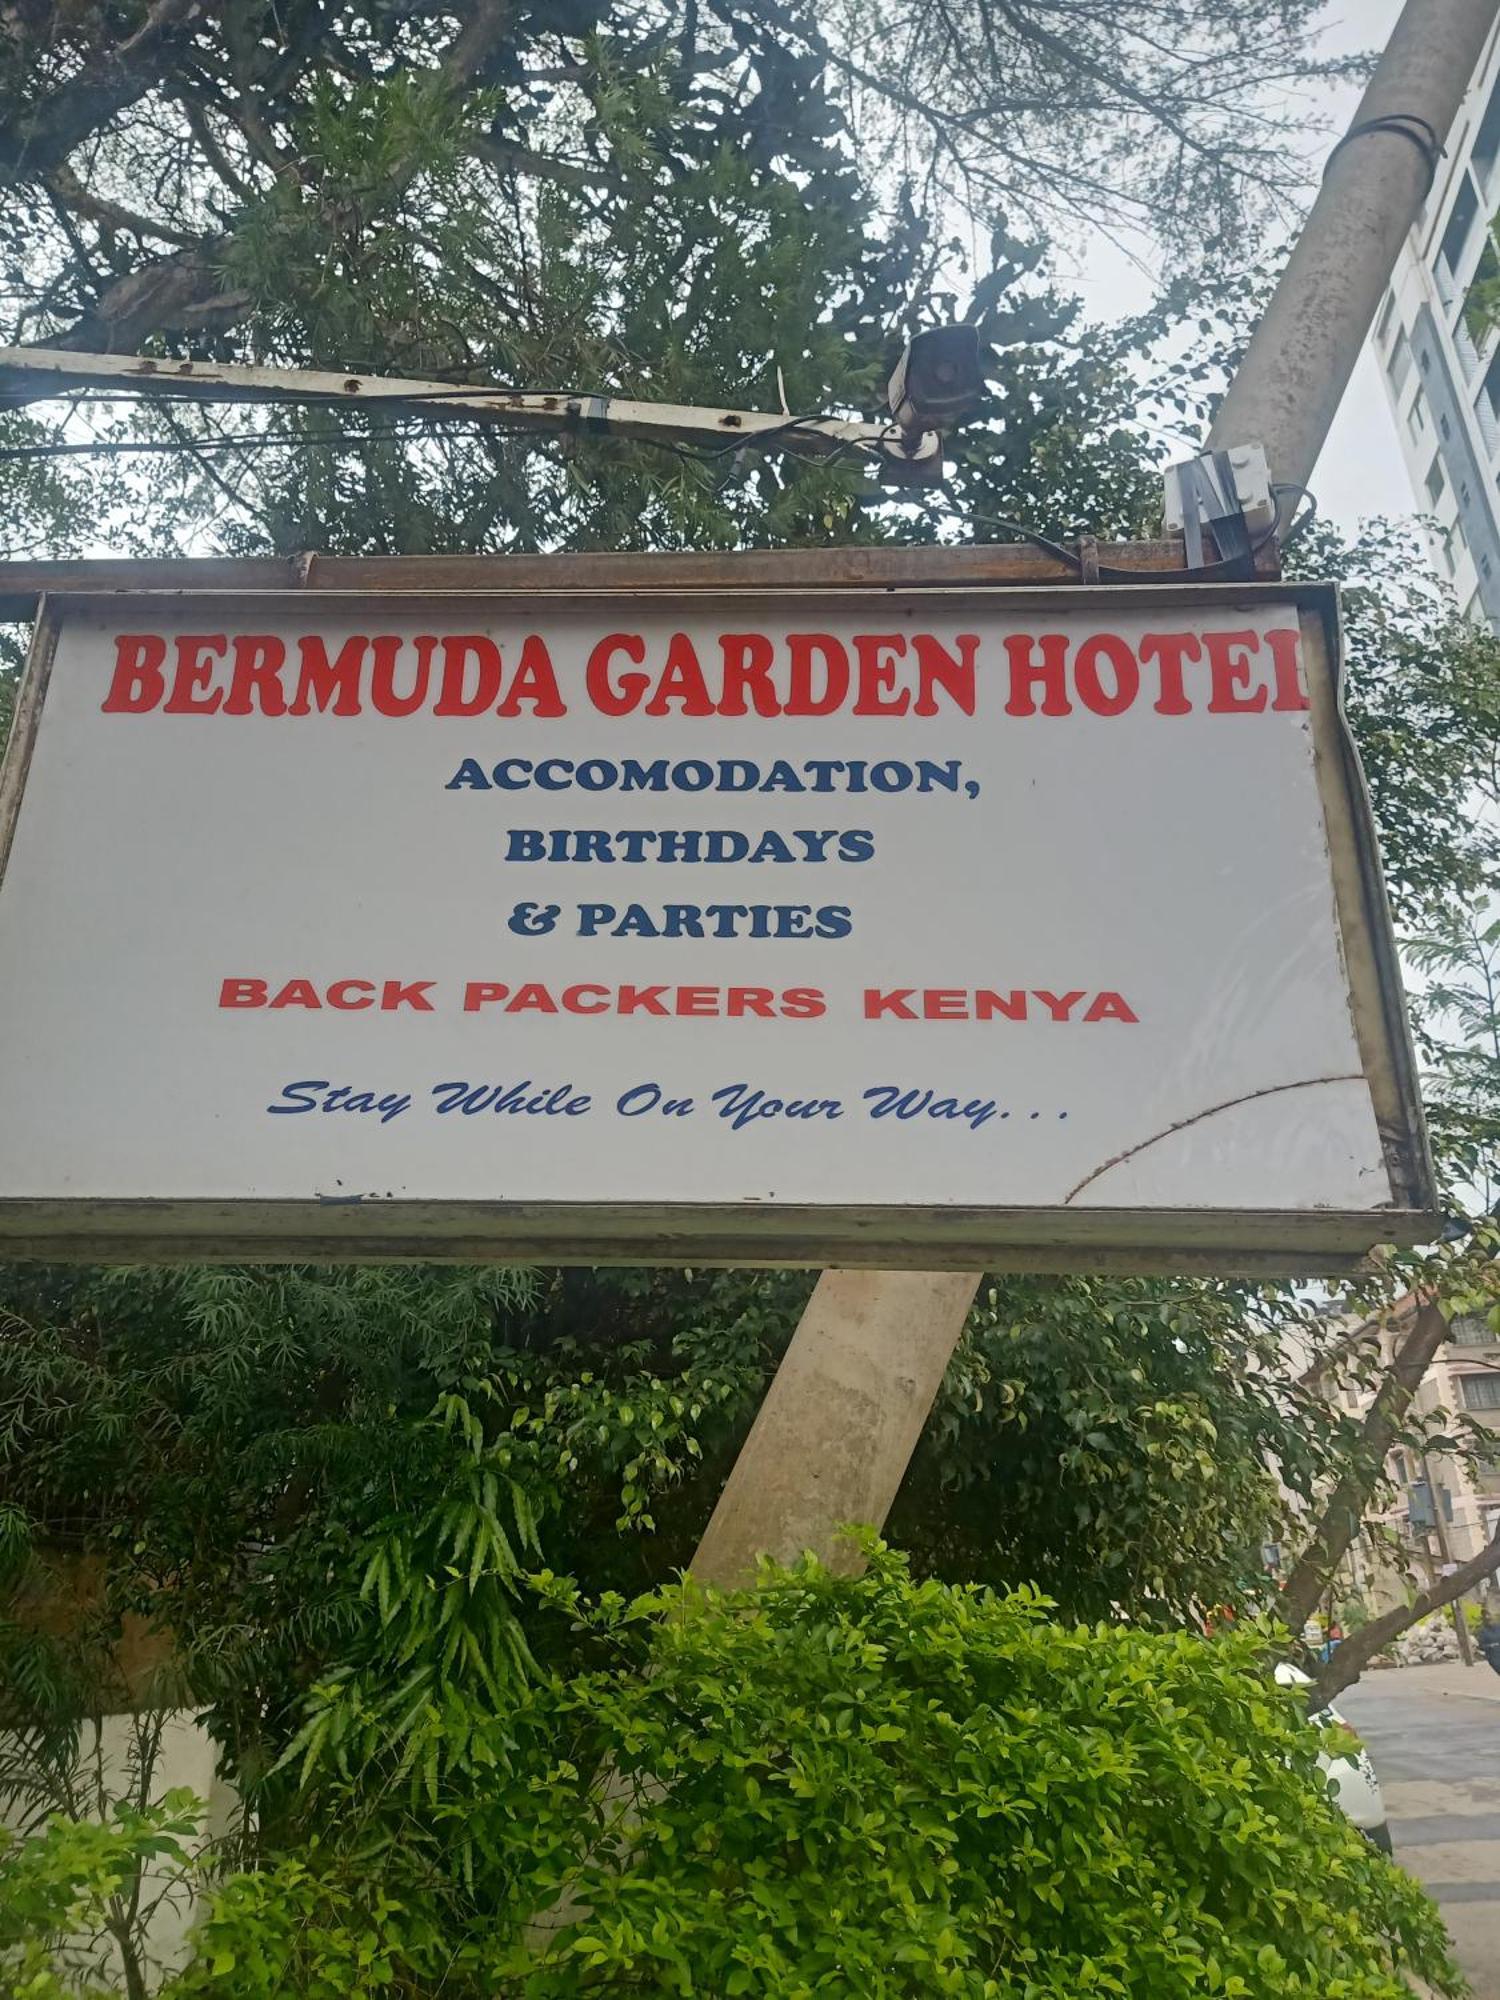 BERMUDA GARDEN HOTEL
ACCOMODATION,
BIRTHDAYS
& PARTIES
BACK PACKERS KENYA
Stay While On Your Way...